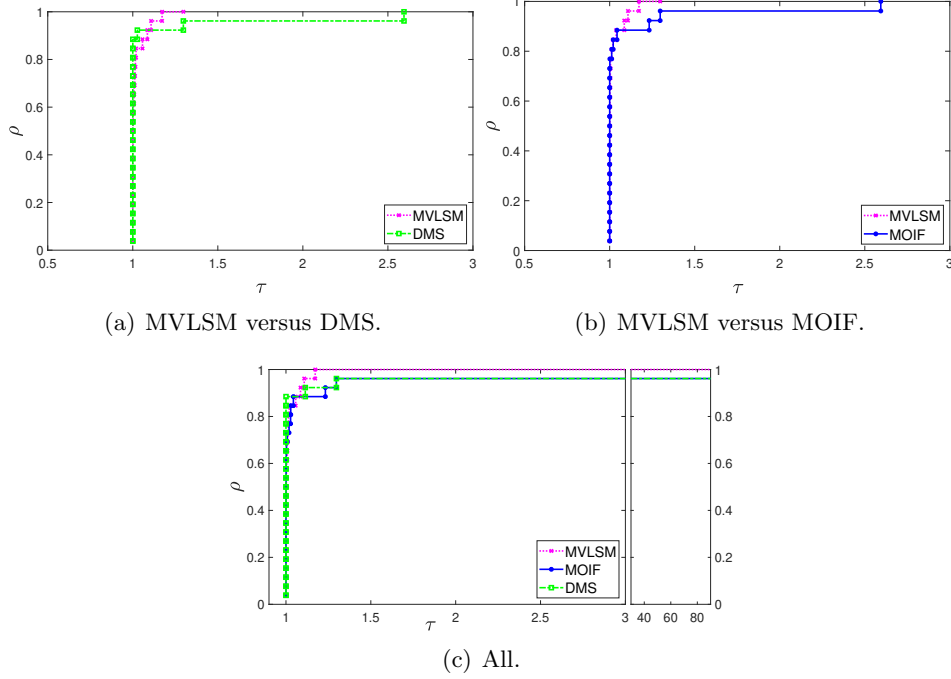 1
0.8
0.6
ρ
0.4
0.2
0
MVLSM
DMS
0.5 1 1.5 2 2.5 3
τ
(a) MVLSM versus DMS.
1
0.8
0.6
ρ
0.4
0.2
0
MVLSM
MOIF
0.5 1 1.5 2 2.5 3
τ
(b) MVLSM versus MOIF.
1
0.8
0.6
ρ
0.4
0.2
0
MVLSM
MOIF
DMS
1 1.5 2 2.5 3
τ
1
0.8
0.6
0.4
0.2
0
40 60 80
(c) All.